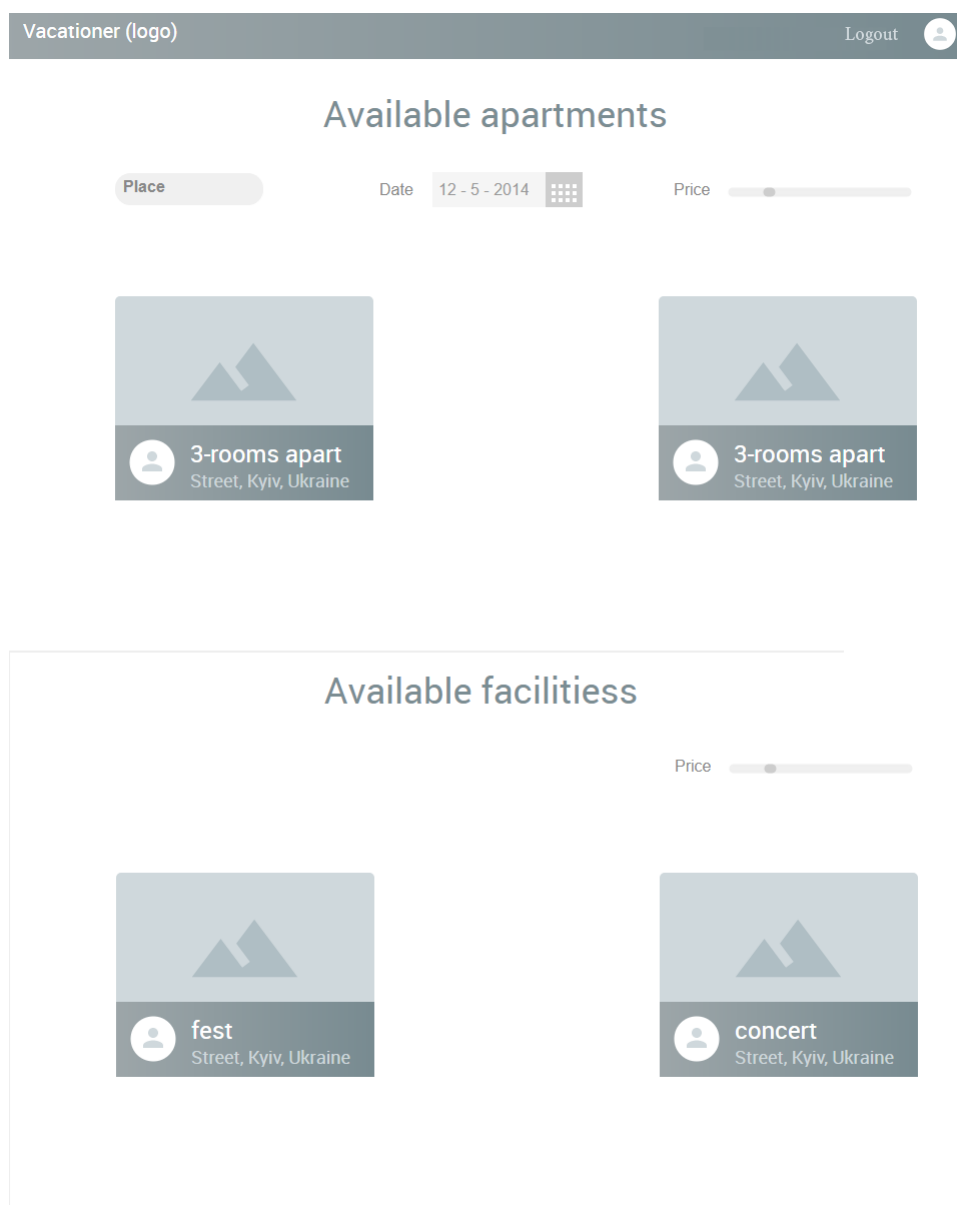 Vacationer (logo)
Logout
Available apartments
Place
Date
12 - 5 - 2014
Price
3-rooms apart
Street, Kyiv, Ukraine
3-rooms apart
Street, Kyiv, Ukraine
Available facilitiess
Price
fest
Street, Kyiv, Ukraine
concert
Street, Kyiv, Ukraine